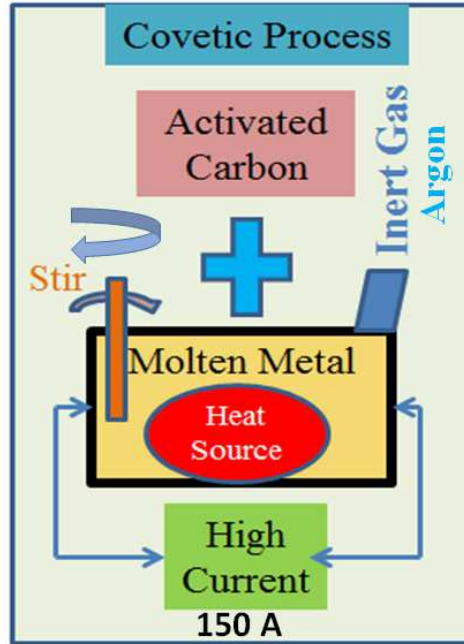 Covetic Process
Activated
Carbon
Inert Gas
Argon
Stir
Molten Metal
Heat
Source
High
Current
150 A